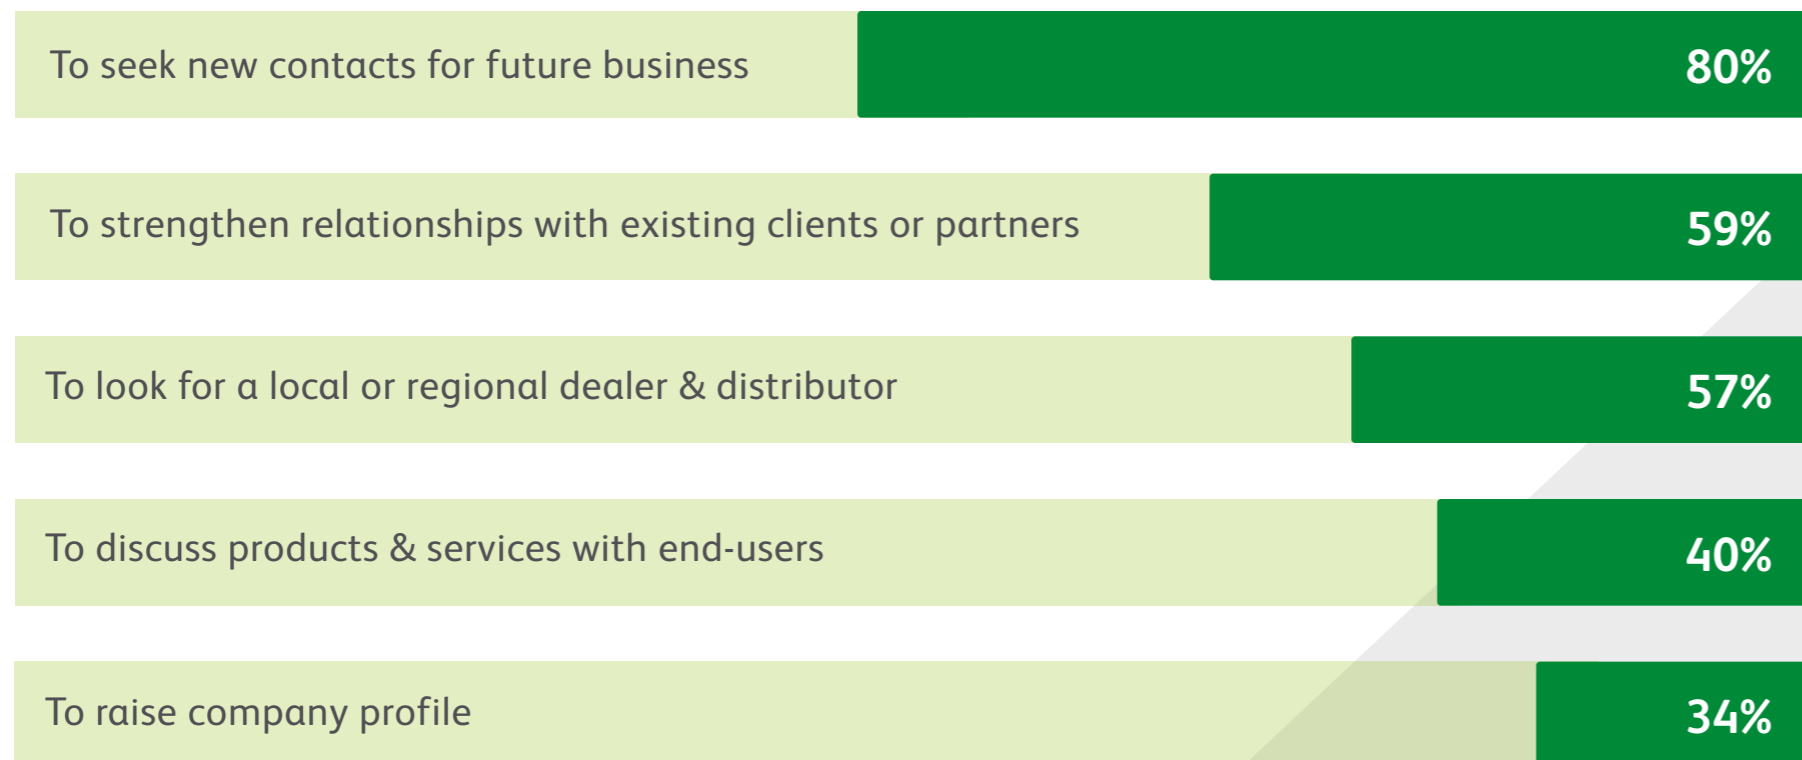 To seek new contacts for future business 80%
To strengthen relationships with existing clients or partners 59%
To look for a local or regional dealer & distributor 57%
To discuss products & services with end-users 40%
To raise company profile 34%